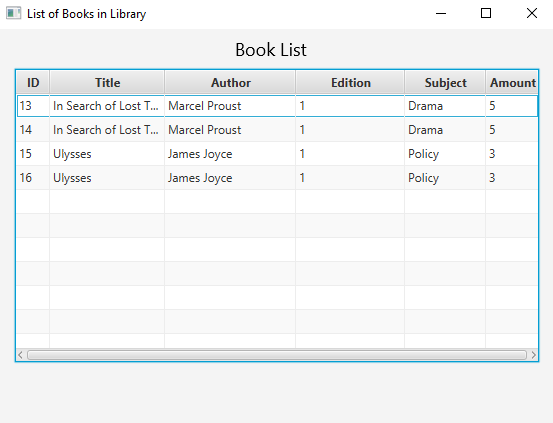 List of Books in Library
Book List
ID Title Author Edition Subject Amount
13 In Search of Lost T... Marcel Proust 1 Drama 5
14 In Search of Lost T... Marcel Proust 1 Drama 5
15 Ulysses James Joyce 1 Policy 3
16 Ulysses James Joyce 1 Policy 3